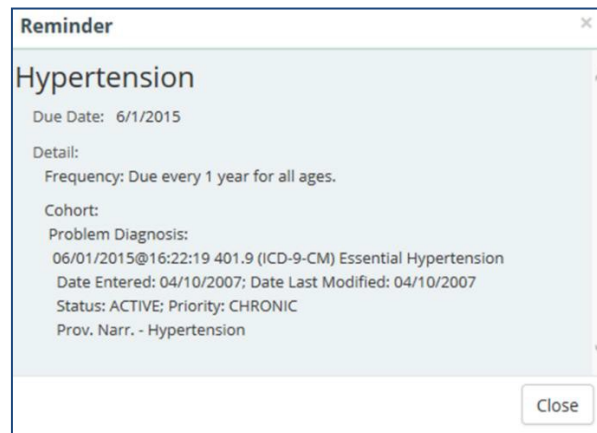 Reminder ×
Hypertension
Due Date: 6/1/2015
Detail:
Frequency: Due every 1 year for all ages.
Cohort:
Problem Diagnosis:
06/01/2015@16:22:19 401.9 (ICD-9-CM) Essential Hypertension
Date Entered: 04/10/2007; Date Last Modified: 04/10/2007
Status: ACTIVE; Priority: CHRONIC
Prov. Narr. - Hypertension
Close